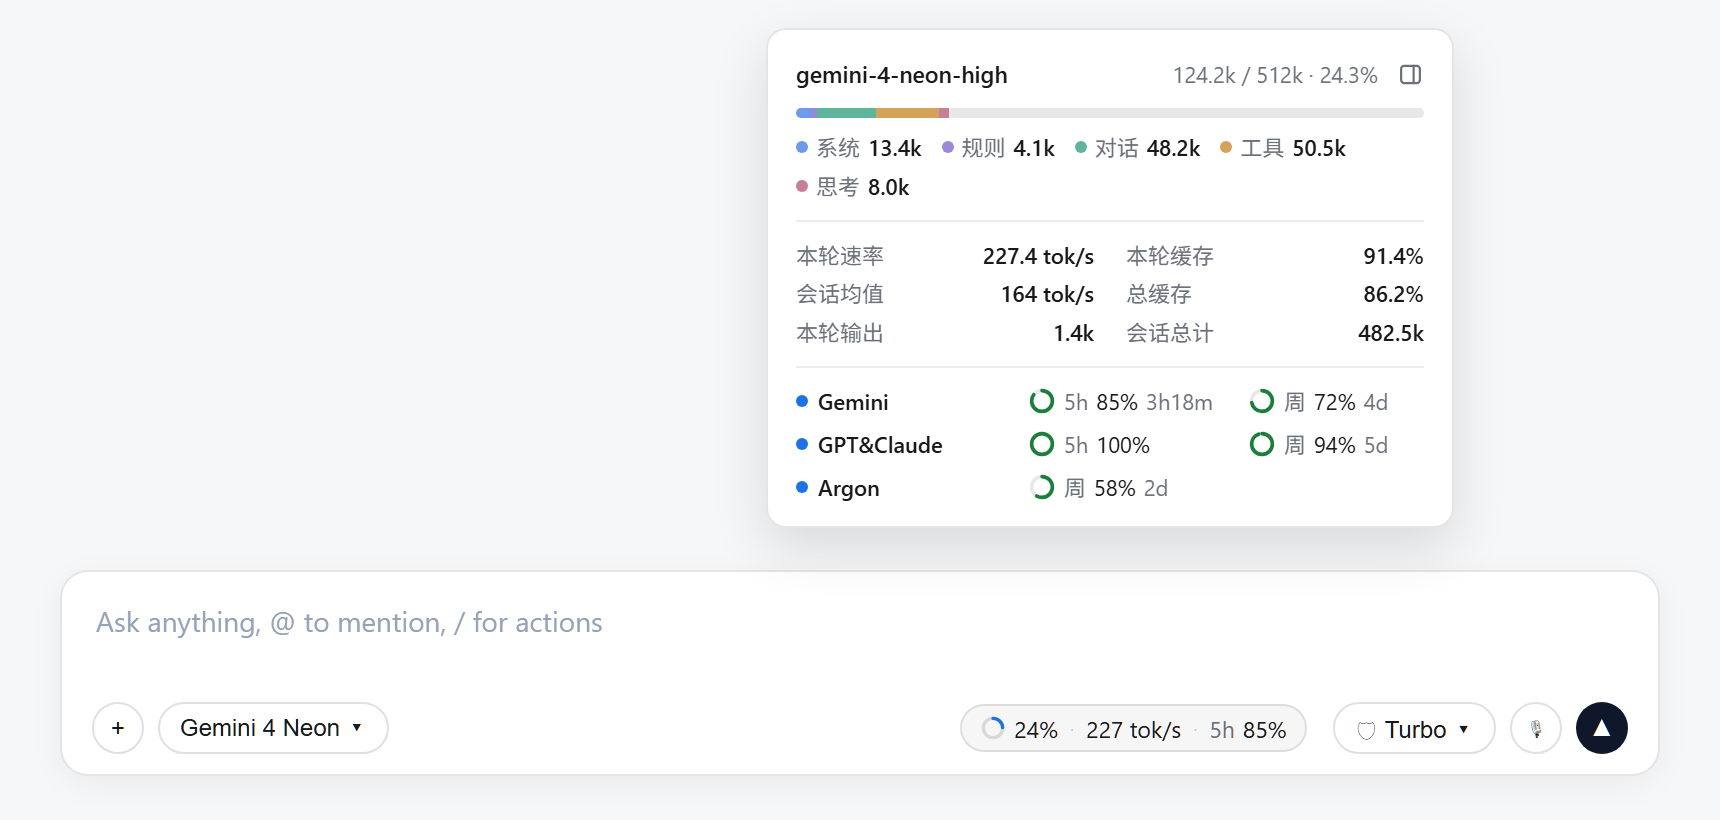 gemini-4-neon-high 124.2k / 512k · 24.3%
系统 13.4k 规则 4.1k 对话 48.2k 工具 50.5k
思考 8.0k
本轮速率 227.4 tok/s 本轮缓存 91.4%
会话均值 164 tok/s 总缓存 86.2%
本轮输出 1.4k 会话总计 482.5k
Gemini 5h 85% 3h18m 周 72% 4d
GPT&Claude 5h 100% 周 94% 5d
Argon 周 58% 2d
Ask anything, @ to mention, / for actions
+ Gemini 4 Neon ▼ 24% · 227 tok/s · 5h 85% Turbo ▼